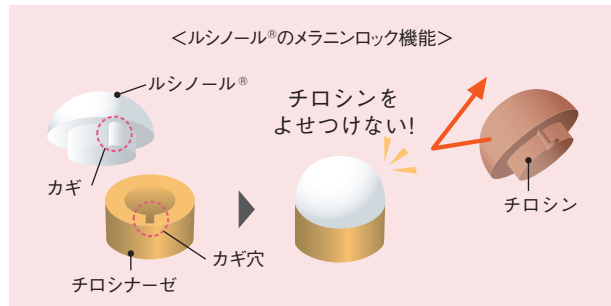 ＜ルシノール®のメラニンロック機能＞
ルシノール®
チロシンを
よせつけない!
カギ
チロシン
カギ穴
チロシナーゼ